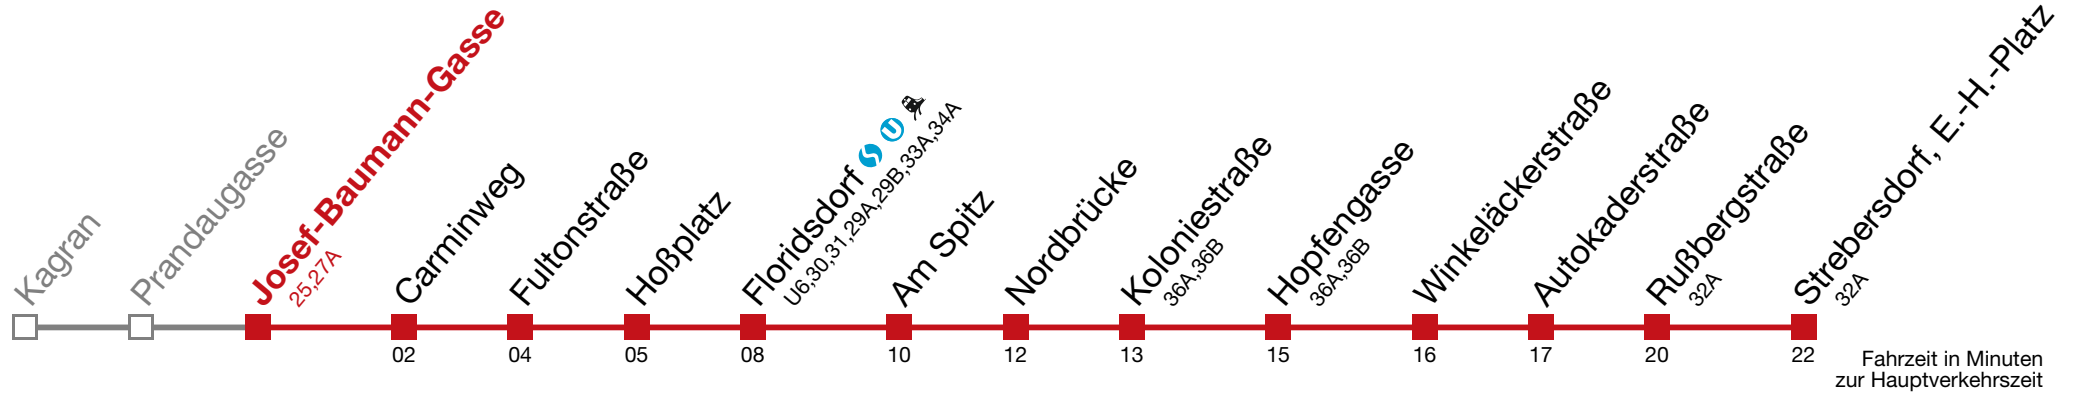 Kagran
Prandaugasse
Josef-Baumann-Gasse
25,27A
Carminweg
02
Fultonstraße
04
Hoßplatz
05
Floridsdorf S U
U6,30,31,29A,29B,33A,34A
08
Am Spitz
10
Nordbrücke
12
Koloniestraße
36A,36B
13
Hopfengasse
36A,36B
15
Winkeläckerstraße
16
Autokaderstraße
17
Rußbergstraße
32A
20
Strebersdorf, E.-H.-Platz
32A
22
Fahrzeit in Minuten
zur Hauptverkehrszeit